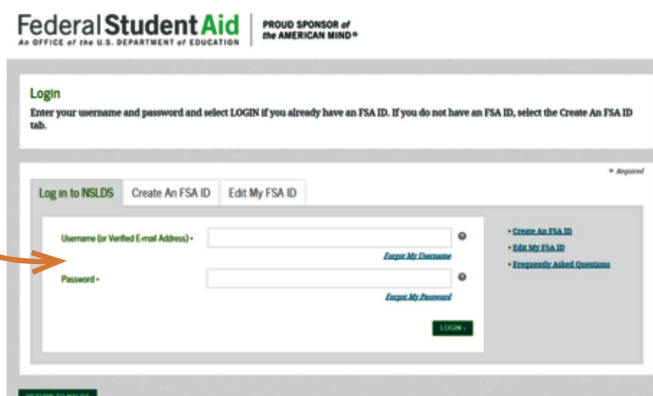 Federal Student Aid
An OFFICE of the U.S. DEPARTMENT of EDUCATION
PROUD SPONSOR of
the AMERICAN MIND®
Login
Enter your username and password and select LOGIN if you already have an FSA ID. If you do not have an FSA ID, select the Create An FSA ID
tab.
* Required
Log in to NSLDS
Create An FSA ID
Edit My FSA ID
Username (or Verified E-mail Address) *
Forgot My Username
Password *
Forgot My Password
LOGIN ›
• Create An FSA ID
• Edit My FSA ID
• Frequently Asked Questions
RETURN TO NSLDS